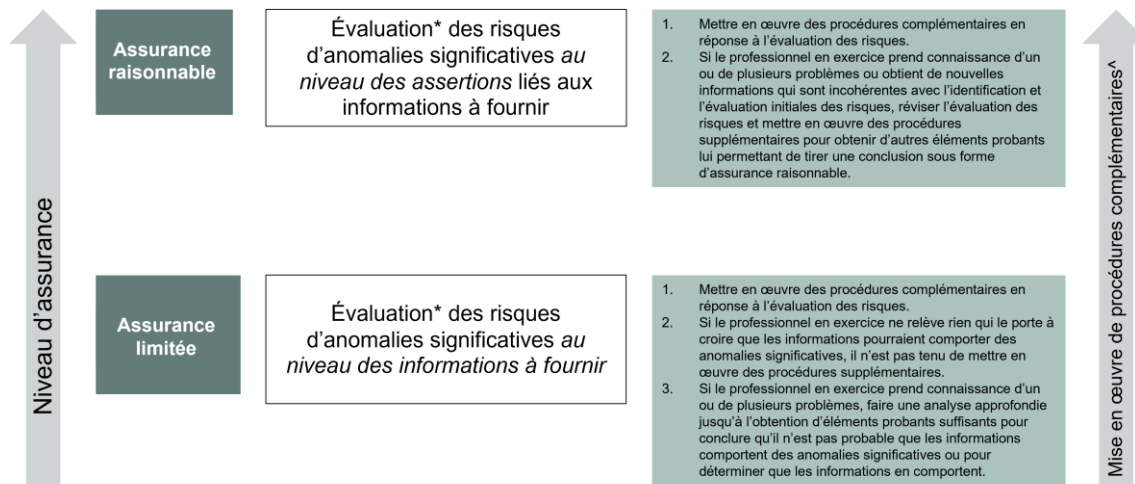 Niveau d'assurance
Assurance
raisonnable
Évaluation* des risques
d'anomalies significatives au
niveau des assertions liés aux
informations à fournir
1. Mettre en œuvre des procédures complémentaires en
réponse à l'évaluation des risques.
2. Si le professionnel en exercice prend connaissance d'un
ou de plusieurs problèmes ou obtient de nouvelles
informations qui sont incohérentes avec l'identification et
l'évaluation initiales des risques, réviser l'évaluation des
risques et mettre en œuvre des procédures
supplémentaires pour obtenir d'autres éléments probants
lui permettant de tirer une conclusion sous forme
d'assurance raisonnable.
Assurance
limitée
Évaluation* des risques
d'anomalies significatives au
niveau des informations à fournir
1. Mettre en œuvre des procédures complémentaires en
réponse à l'évaluation des risques.
2. Si le professionnel en exercice ne relève rien qui le porte à
croire que les informations pourraient comporter des
anomalies significatives, il n'est pas tenu de mettre en
œuvre des procédures supplémentaires.
3. Si le professionnel en exercice prend connaissance d'un
ou de plusieurs problèmes, faire une analyse approfondie
jusqu'à l'obtention d'éléments probants suffisants pour
conclure qu'il n'est pas probable que les informations
comportent des anomalies significatives ou pour
déterminer que les informations en comportent.
Mise en œuvre de procédures complémentaires^